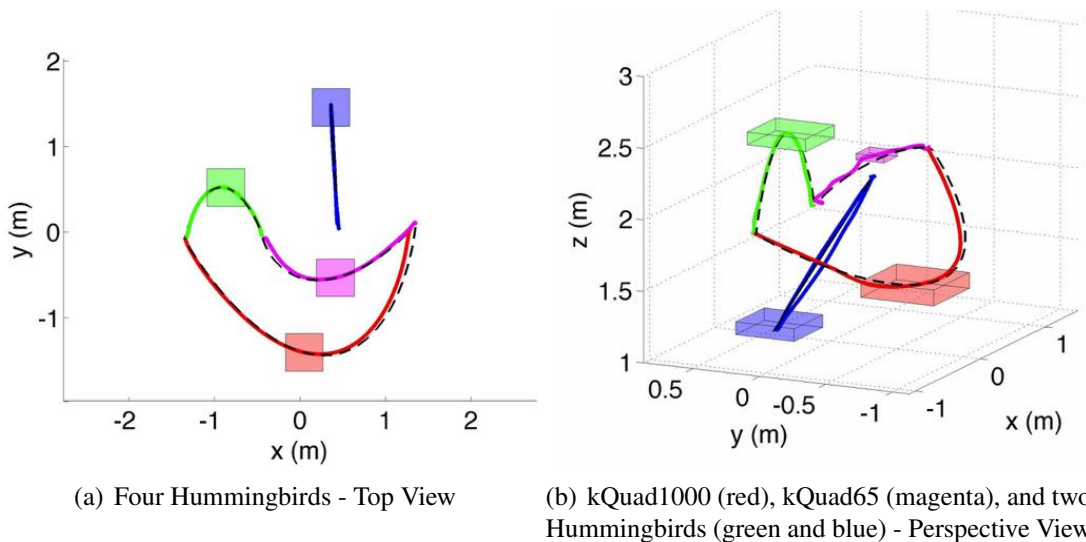 2
1
0
-1
y (m)
-2 -1 0 1 2
x (m)
3
2.5
2
1.5
1
z (m)
0.5 0 -0.5 -1
y (m)
-1 0 1
x (m)
(a) Four Hummingbirds - Top View
(b) kQuad1000 (red), kQuad65 (magenta), and two
Hummingbirds (green and blue) - Perspective View